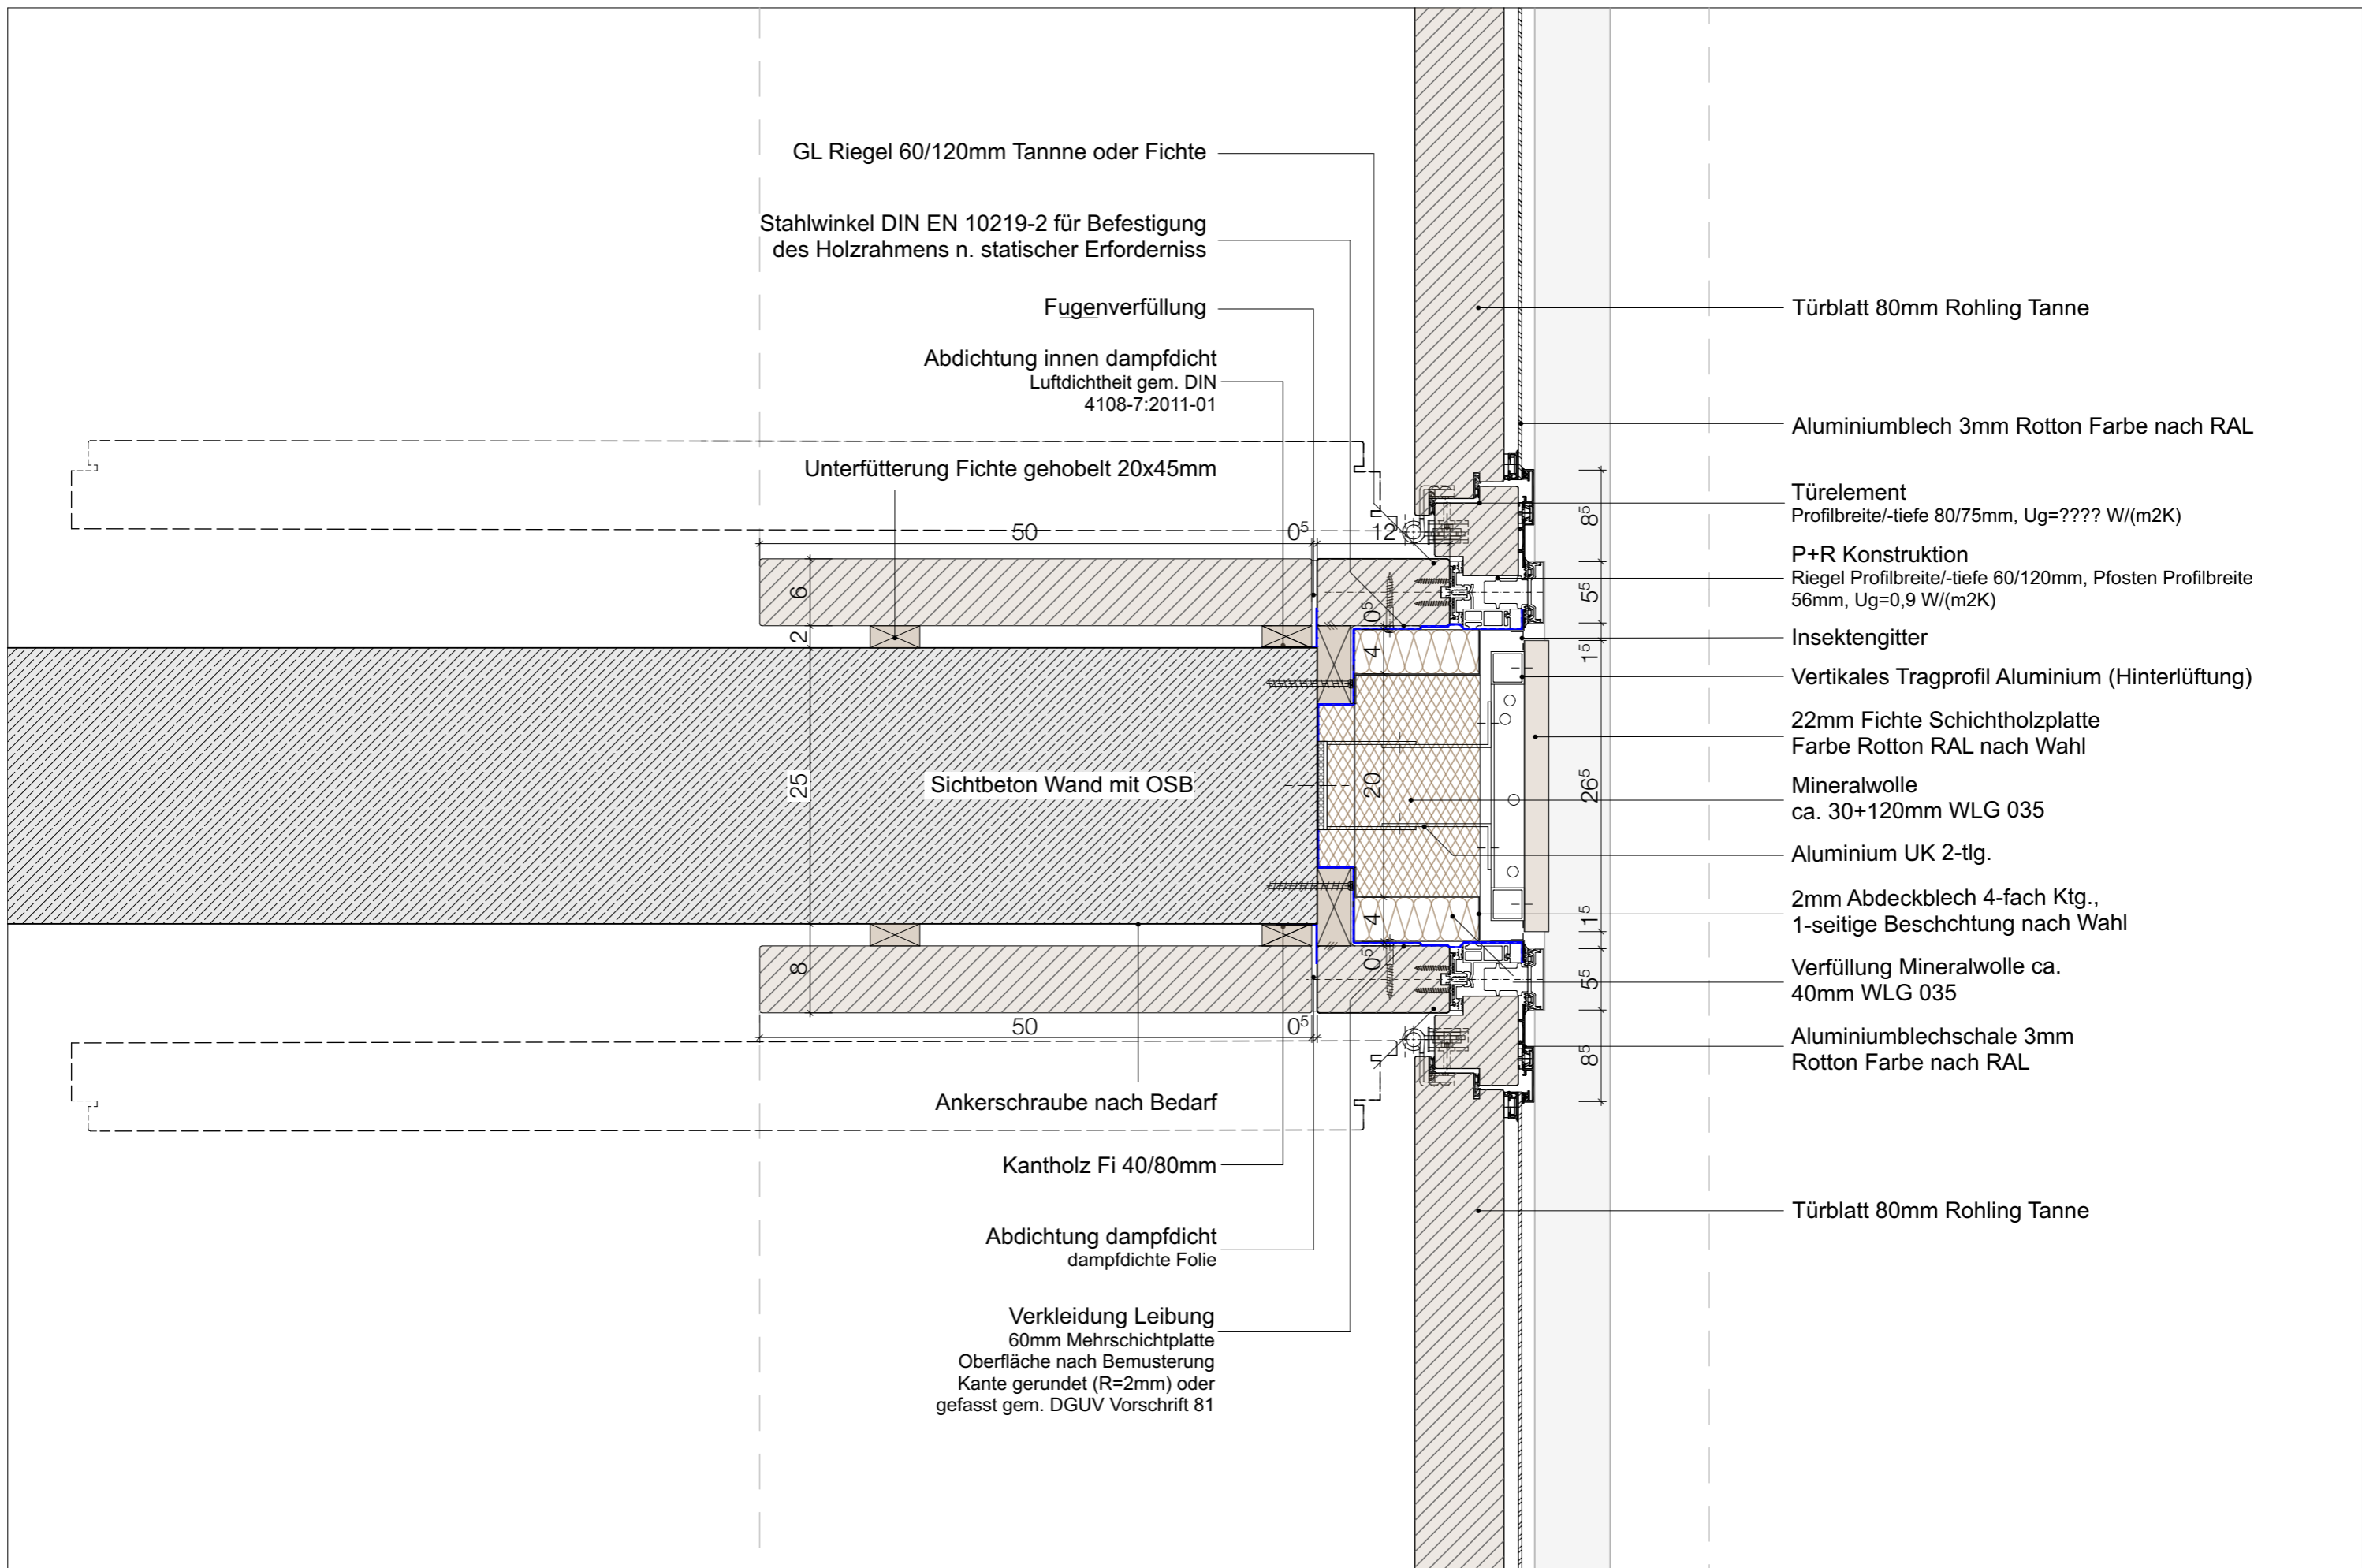 GL Riegel 60/120mm Tannne oder Fichte
Stahlwinkel DIN EN 10219-2 für Befestigung
des Holzrahmens n. statischer Erforderniss
Fugenverfüllung
Abdichtung innen dampfdicht
Luftdichtheit gem. DIN
4108-7:2011-01
Unterfütterung Fichte gehobelt 20x45mm
50
0⁵
12
6
2
25
8
0⁵
4
20
4
0⁵
Sichtbeton Wand mit OSB
50
0⁵
Ankerschraube nach Bedarf
Kantholz Fi 40/80mm
Abdichtung dampfdicht
dampfdichte Folie
Verkleidung Leibung
60mm Mehrschichtplatte
Oberfläche nach Bemusterung
Kante gerundet (R=2mm) oder
gefasst gem. DGUV Vorschrift 81
8⁵
5⁵
1⁵
26⁵
1⁵
5⁵
8⁵
Türblatt 80mm Rohling Tanne
Aluminiumblech 3mm Rotton Farbe nach RAL
Türelement
Profilbreite/-tiefe 80/75mm, Ug=???? W/(m2K)
P+R Konstruktion
Riegel Profilbreite/-tiefe 60/120mm, Pfosten Profilbreite
56mm, Ug=0,9 W/(m2K)
Insektengitter
Vertikales Tragprofil Aluminium (Hinterlüftung)
22mm Fichte Schichtholzplatte
Farbe Rotton RAL nach Wahl
Mineralwolle
ca. 30+120mm WLG 035
Aluminium UK 2-tlg.
2mm Abdeckblech 4-fach Ktg.,
1-seitige Beschchtung nach Wahl
Verfüllung Mineralwolle ca.
40mm WLG 035
Aluminiumblechschale 3mm
Rotton Farbe nach RAL
Türblatt 80mm Rohling Tanne